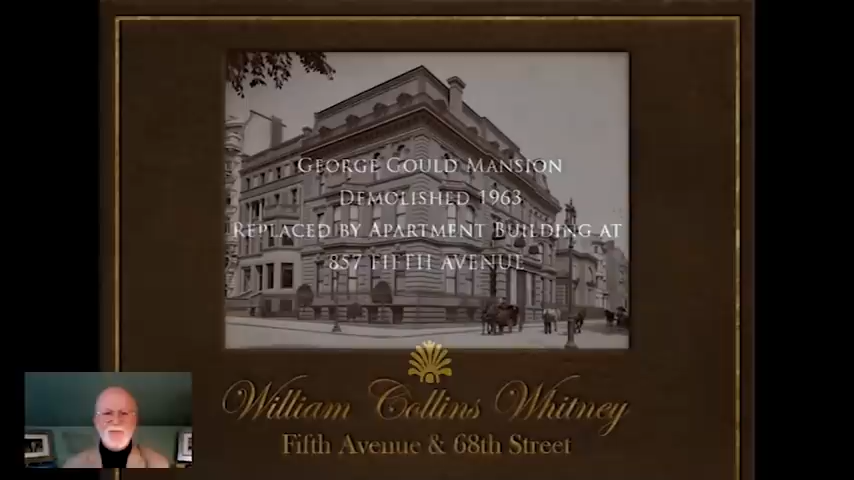 George Gould Mansion
Demolished 1963
Replaced by Apartment Building at
857 Fifth Avenue
William Collins Whitney
Fifth Avenue & 68th Street